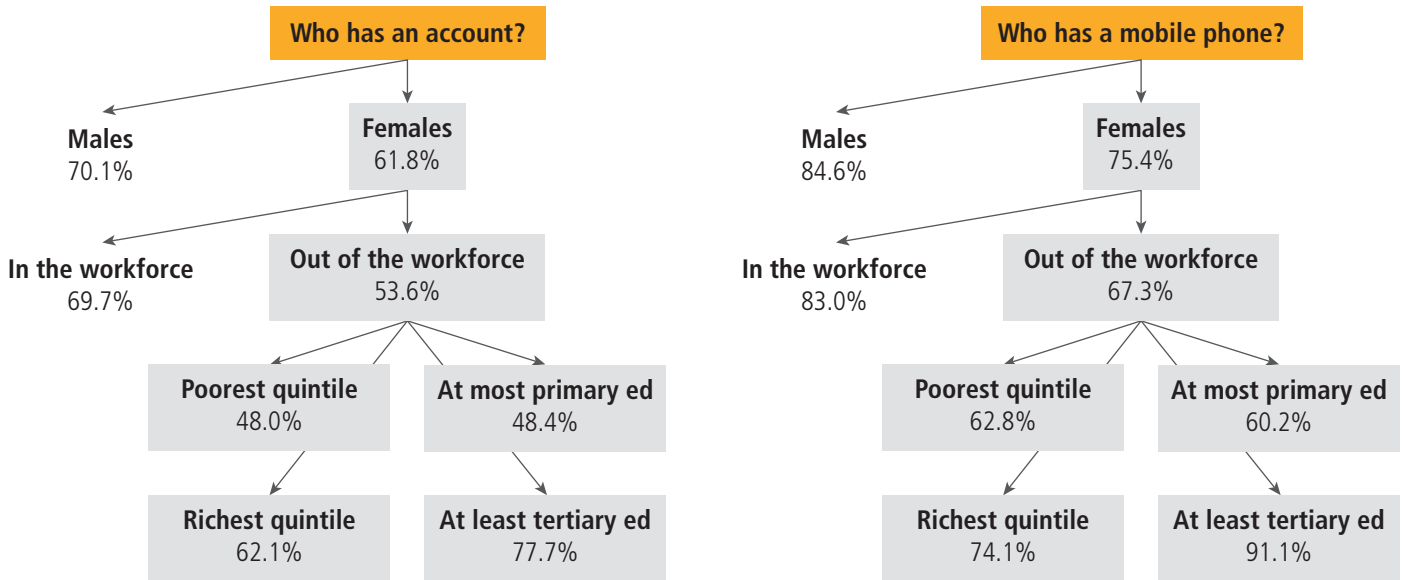 Who has an account?
Males
70.1%
Females
61.8%
In the workforce
69.7%
Out of the workforce
53.6%
Poorest quintile
48.0%
At most primary ed
48.4%
Richest quintile
62.1%
At least tertiary ed
77.7%
Who has a mobile phone?
Males
84.6%
Females
75.4%
In the workforce
83.0%
Out of the workforce
67.3%
Poorest quintile
62.8%
At most primary ed
60.2%
Richest quintile
74.1%
At least tertiary ed
91.1%